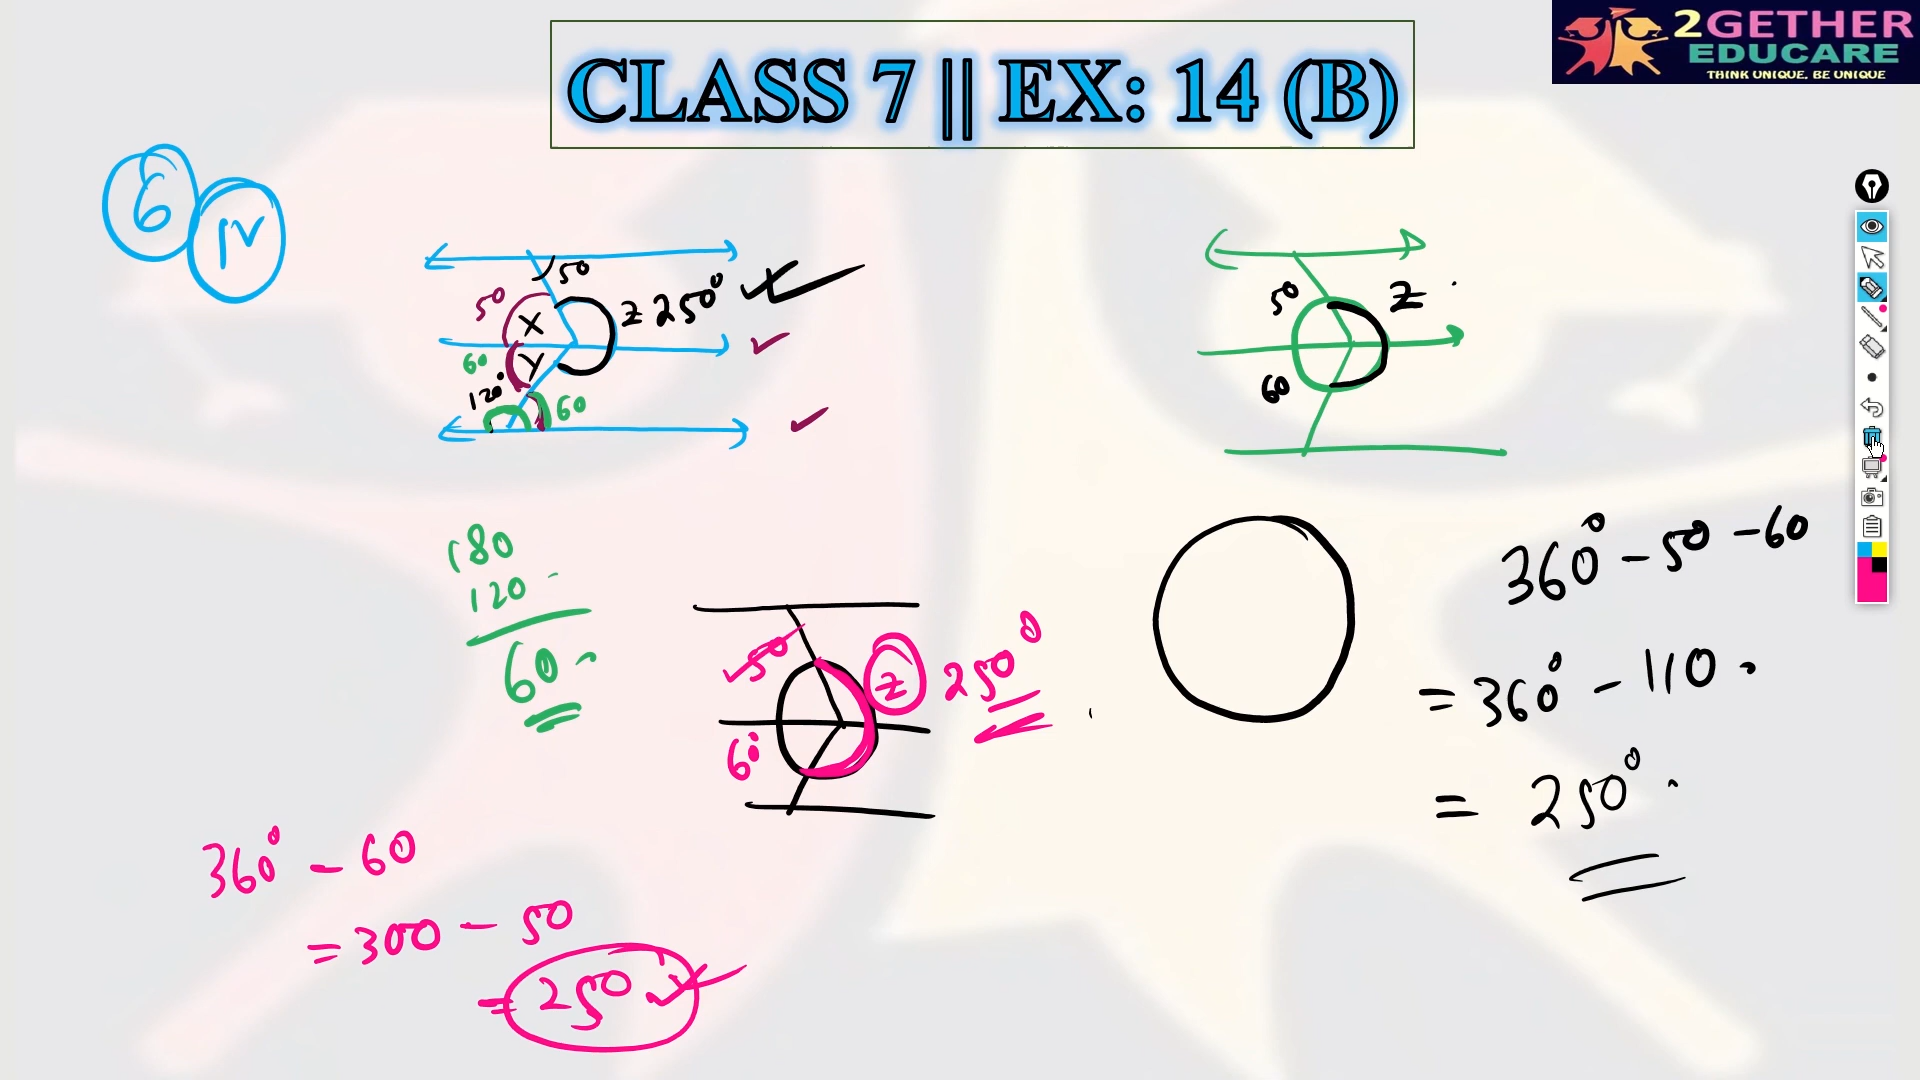 2GETHER
EDUCARE
THINK UNIQUE, BE UNIQUE
CLASS 7 || EX: 14 (B)
6
iv
50
50
X
Z 250°
60
Y
120°
60
50
Z
60
180
120
60
50
Z
250°
60°
360° - 50 - 60
= 360° - 110
= 250°
360° - 60
= 300 - 50
= 250